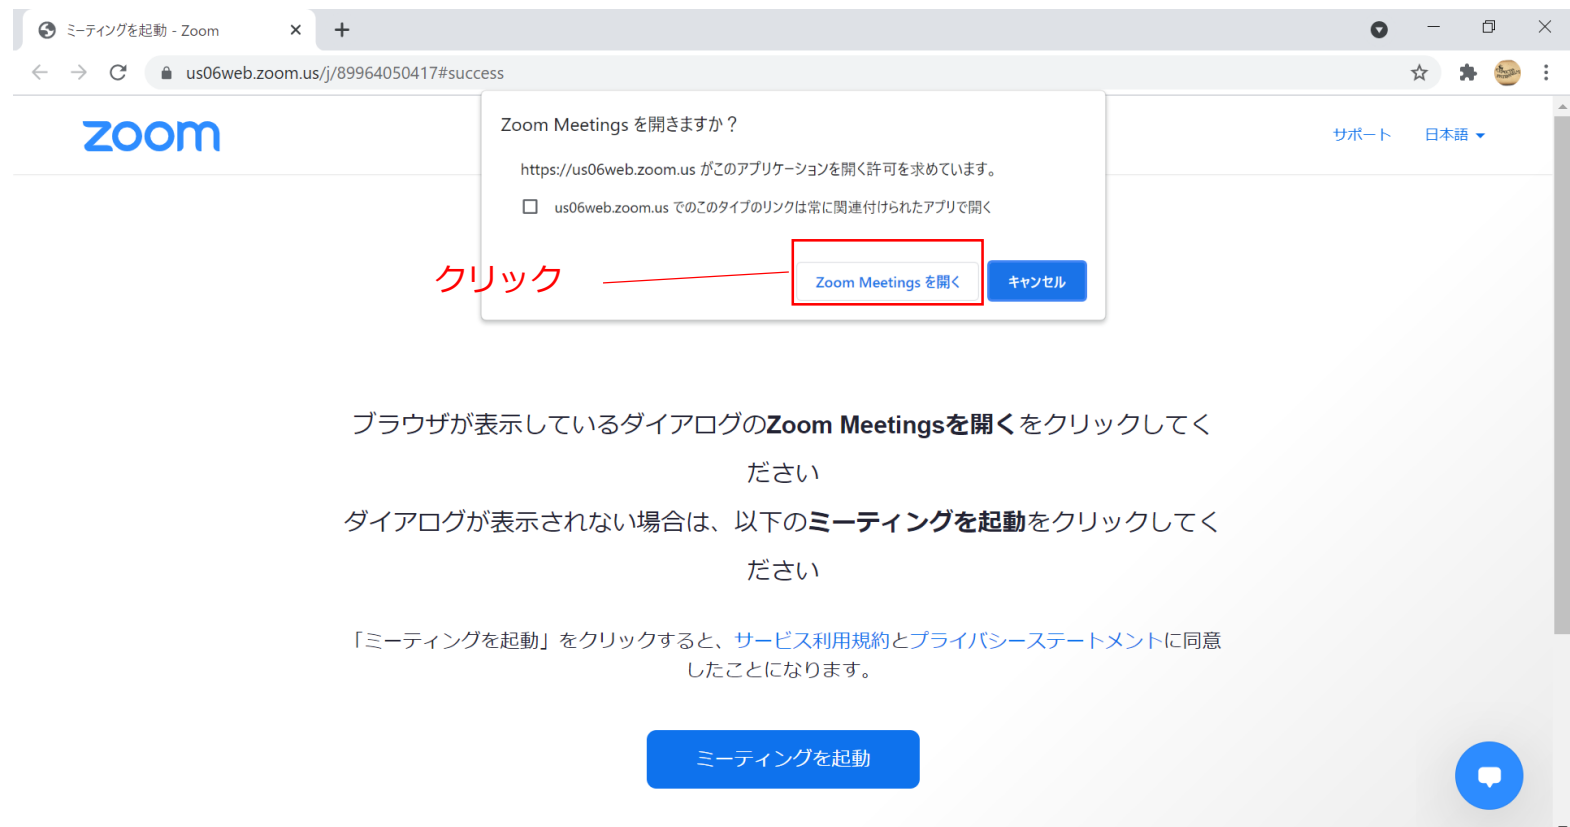 ミーティングを起動 - Zoom
us06web.zoom.us/j/89964050417#success
zoom
サポート 日本語
Zoom Meetings を開きますか？
https://us06web.zoom.us がこのアプリケーションを開く許可を求めています。
us06web.zoom.us でのこのタイプのリンクは常に関連付けられたアプリで開く
クリック
Zoom Meetings を開く キャンセル
ブラウザが表示しているダイアログのZoom Meetingsを開くをクリックしてく
ださい
ダイアログが表示されない場合は、以下のミーティングを起動をクリックしてく
ださい
「ミーティングを起動」をクリックすると、サービス利用規約とプライバシーステートメントに同意
したことになります。
ミーティングを起動